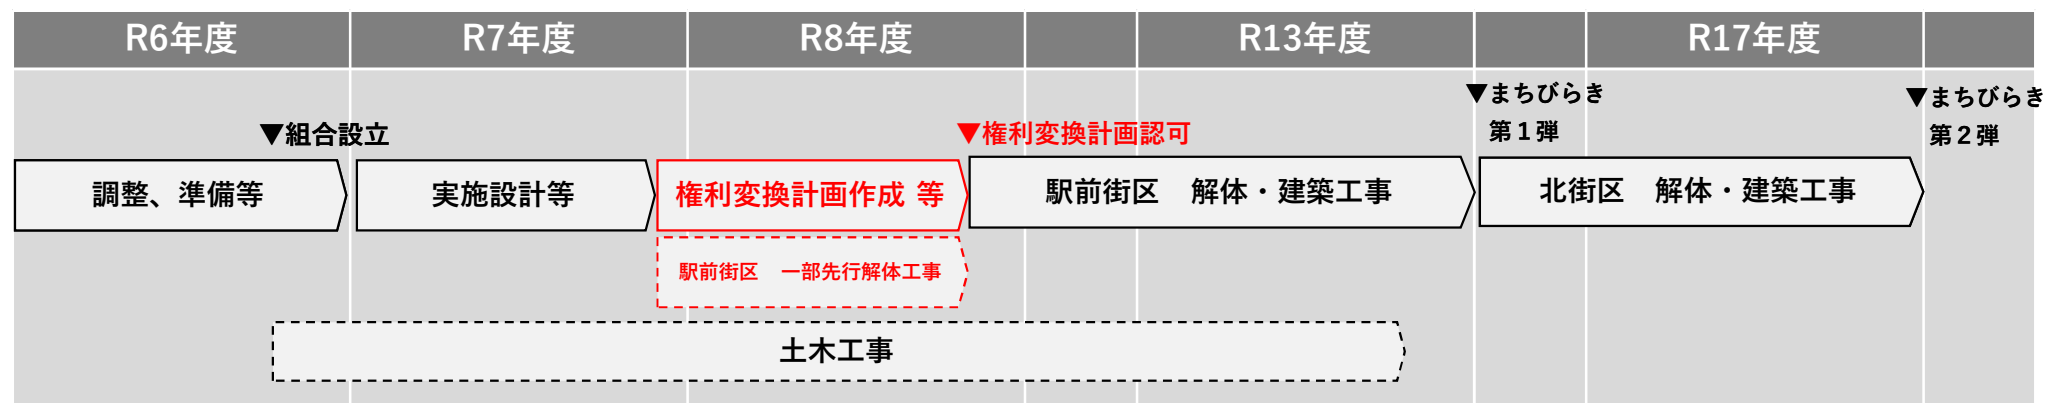 R6年度
R7年度
R8年度
R13年度
R17年度
▼まちびらき
第１弾
▼まちびらき
第２弾
▼組合設立
▼権利変換計画認可
調整、準備等
実施設計等
権利変換計画作成 等
駅前街区　解体・建築工事
北街区　解体・建築工事
駅前街区　一部先行解体工事
土木工事